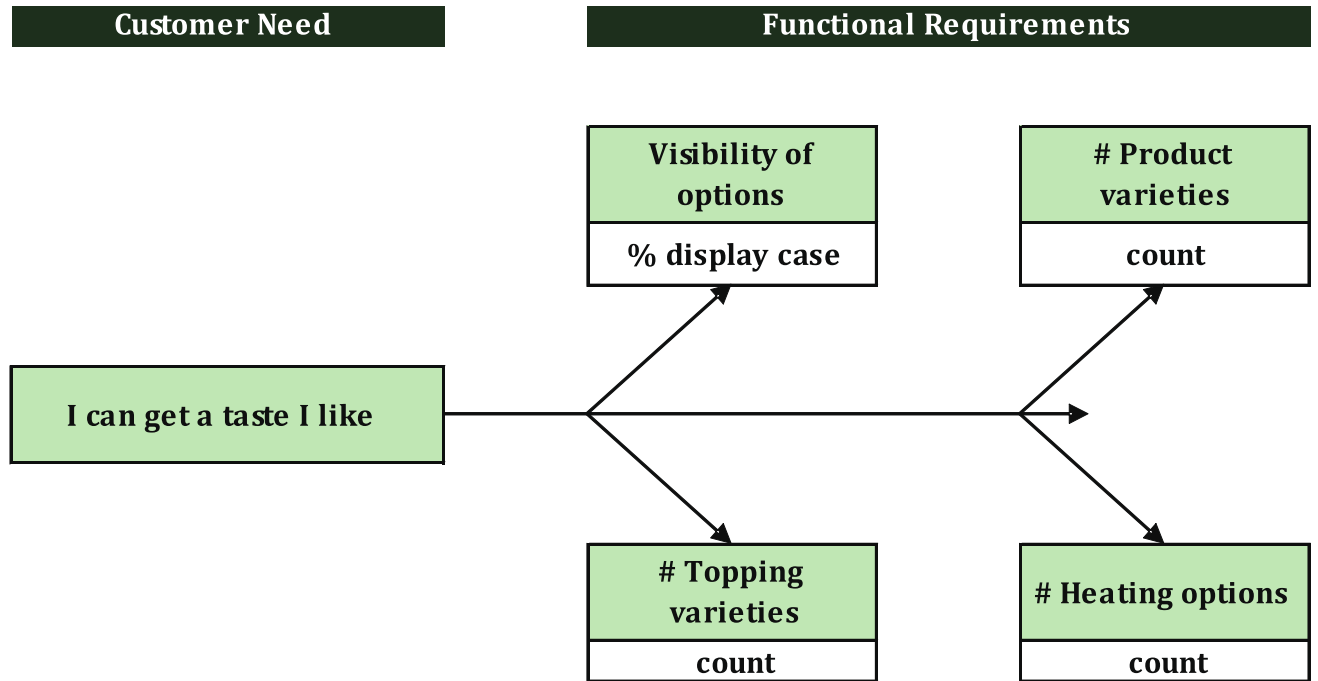 Customer Need
Functional Requirements
Visibility of
options
% display case
# Product
varieties
count
I can get a taste I like
# Topping
varieties
count
# Heating options
count